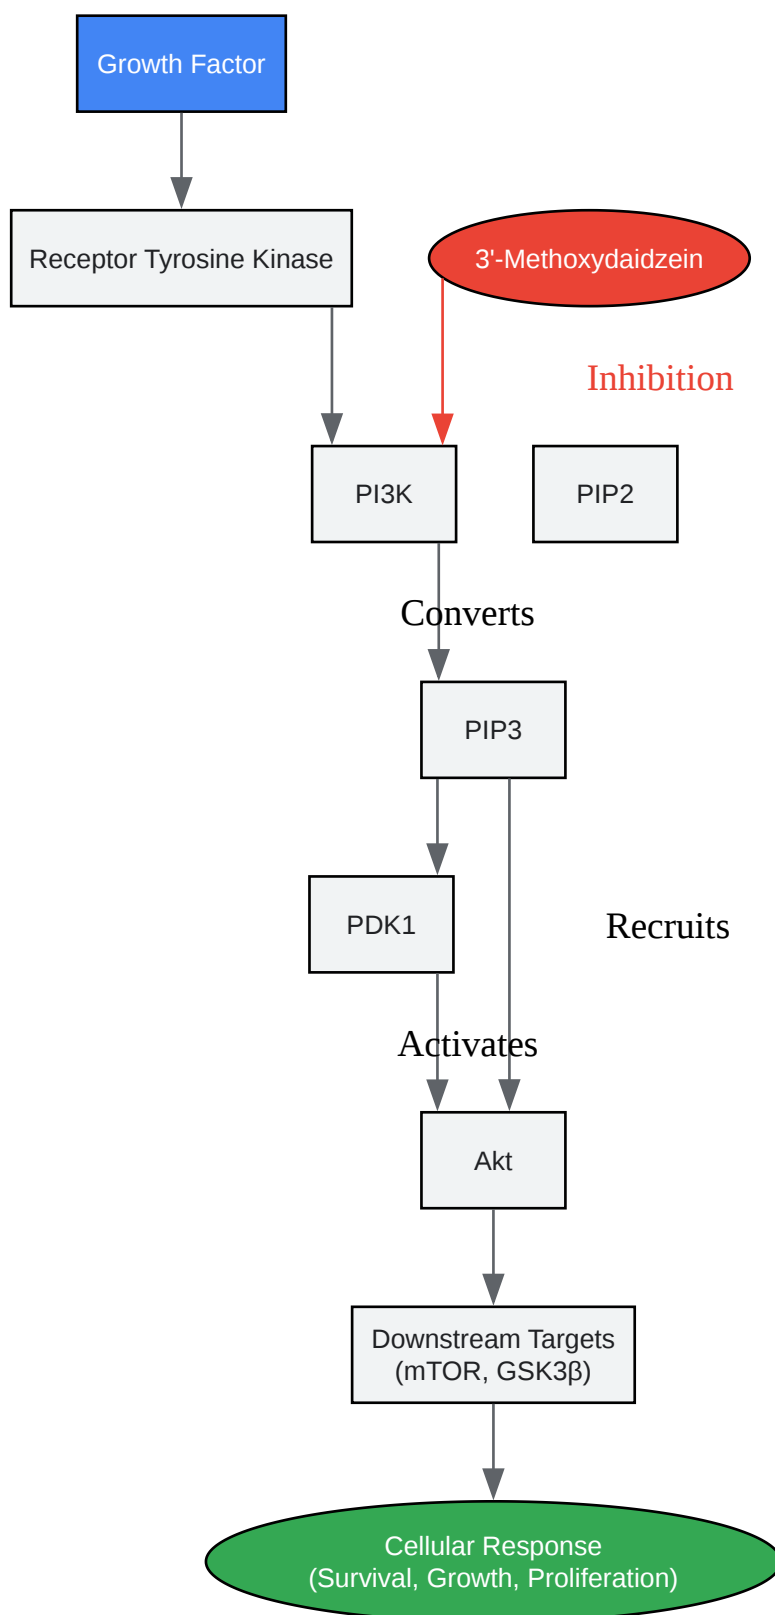 Growth Factor
Receptor Tyrosine Kinase
3'-Methoxydaidzein
Inhibition
PI3K
PIP2
Converts
PIP3
PDK1
Recruits
Activates
Akt
Downstream Targets
(mTOR, GSK3β)
Cellular Response
(Survival, Growth, Proliferation)